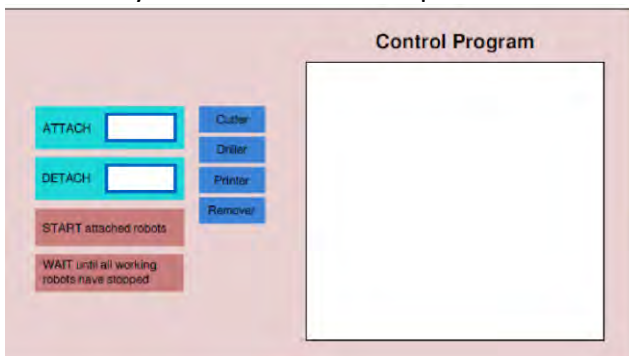 Control Program
ATTACH
DETACH
START attached robots
WAIT until all working
robots have stopped
Cutter
Driller
Printer
Remover